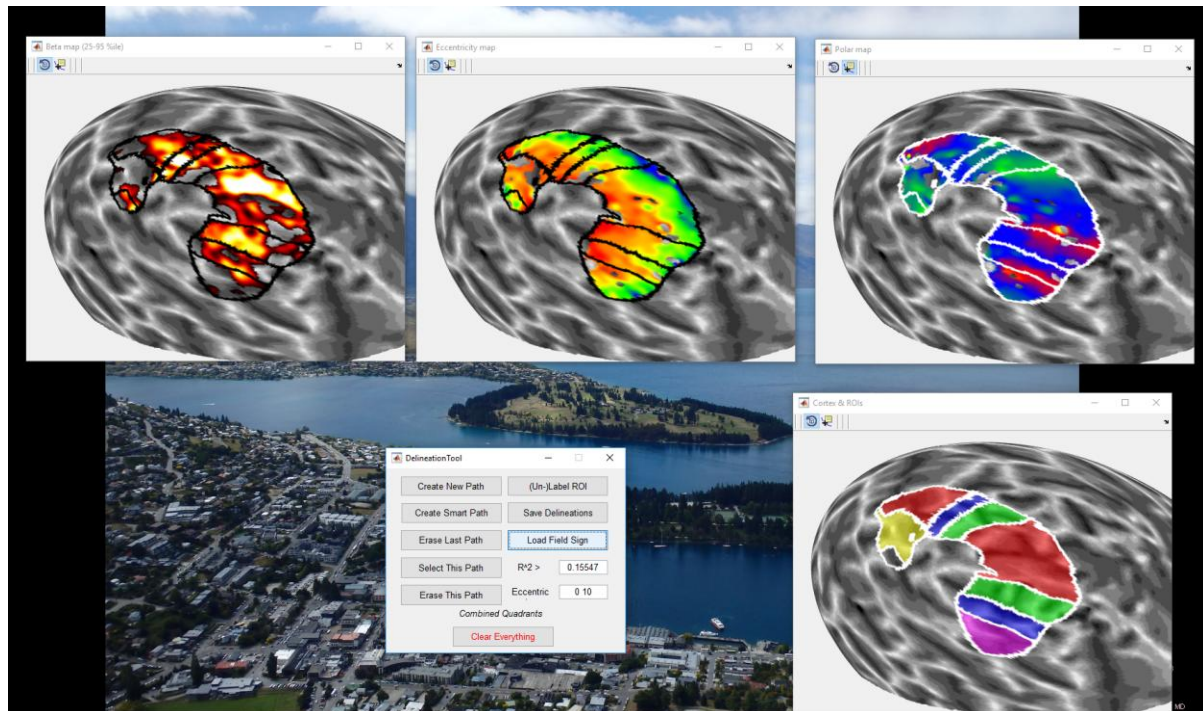 Beta map (25-95 %ile)
Eccentricity map
Polar map
Cortex & ROIs
DelineationTool
Create New Path
(Un-)Label ROI
Create Smart Path
Save Delineations
Erase Last Path
Load Field Sign
Select This Path
R^2 >
0.15547
Erase This Path
Eccentric
0 10
Combined Quadrants
Clear Everything
MD